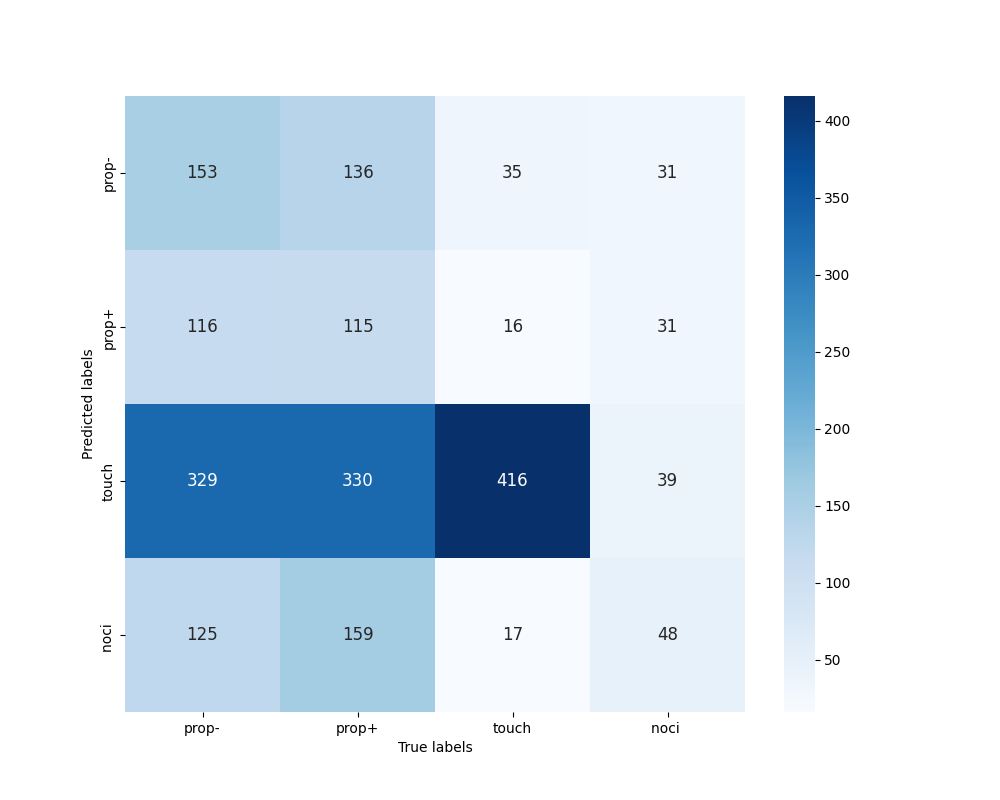 153 136 35 31
116 115 16 31
329 330 416 39
125 159 17 48
prop-
prop+
touch
noci
Predicted labels
prop- prop+ touch noci
True labels
400
350
300
250
200
150
100
50